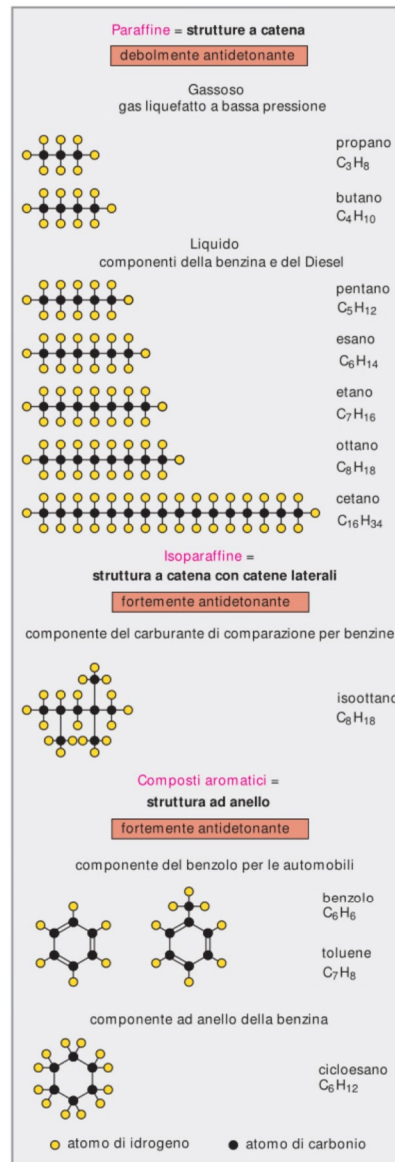 Paraffine = strutture a catena
debolmente antidetonante
Gassoso
gas liquefatto a bassa pressione
propano
C3H8
butano
C4H10
Liquido
componenti della benzina e del Diesel
pentano
C5H12
esano
C6H14
etano
C7H16
ottano
C8H18
cetano
C16H34
Isoparaffine =
struttura a catena con catene laterali
fortemente antidetonante
componente del carburante di comparazione per benzine
isoottano
C8H18
Composti aromatici =
struttura ad anello
fortemente antidetonante
componente del benzolo per le automobili
benzolo
C6H6
toluene
C7H8
componente ad anello della benzina
cicloesano
C6H12
atomo di idrogeno
atomo di carbonio